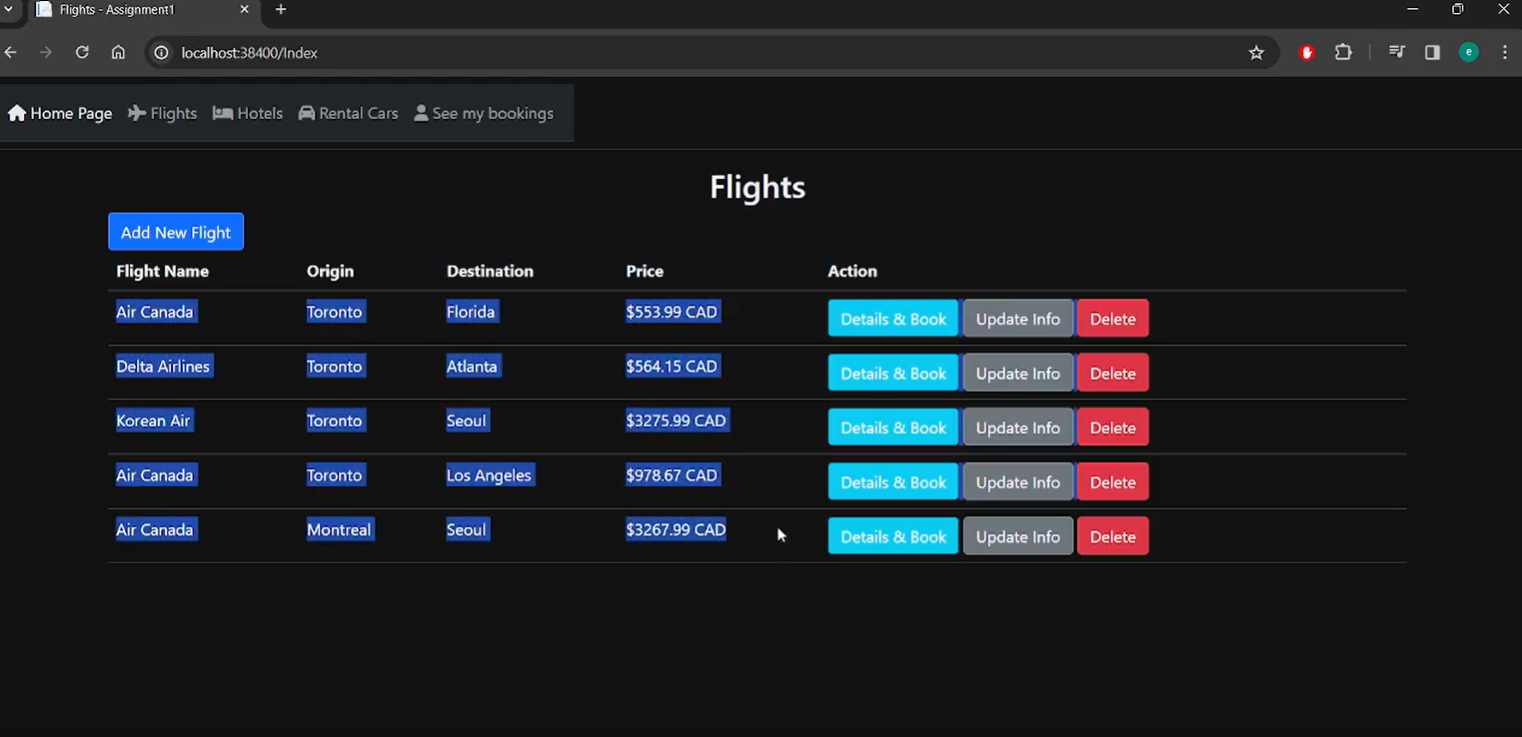 Flights - Assignment1
localhost:38400/Index
e
Home Page Flights Hotels Rental Cars See my bookings
Flights
Add New Flight
Flight Name Origin Destination Price Action
Air Canada Toronto Florida $553.99 CAD Details & Book Update Info Delete
Delta Airlines Toronto Atlanta $564.15 CAD Details & Book Update Info Delete
Korean Air Toronto Seoul $3275.99 CAD Details & Book Update Info Delete
Air Canada Toronto Los Angeles $978.67 CAD Details & Book Update Info Delete
Air Canada Montreal Seoul $3267.99 CAD Details & Book Update Info Delete